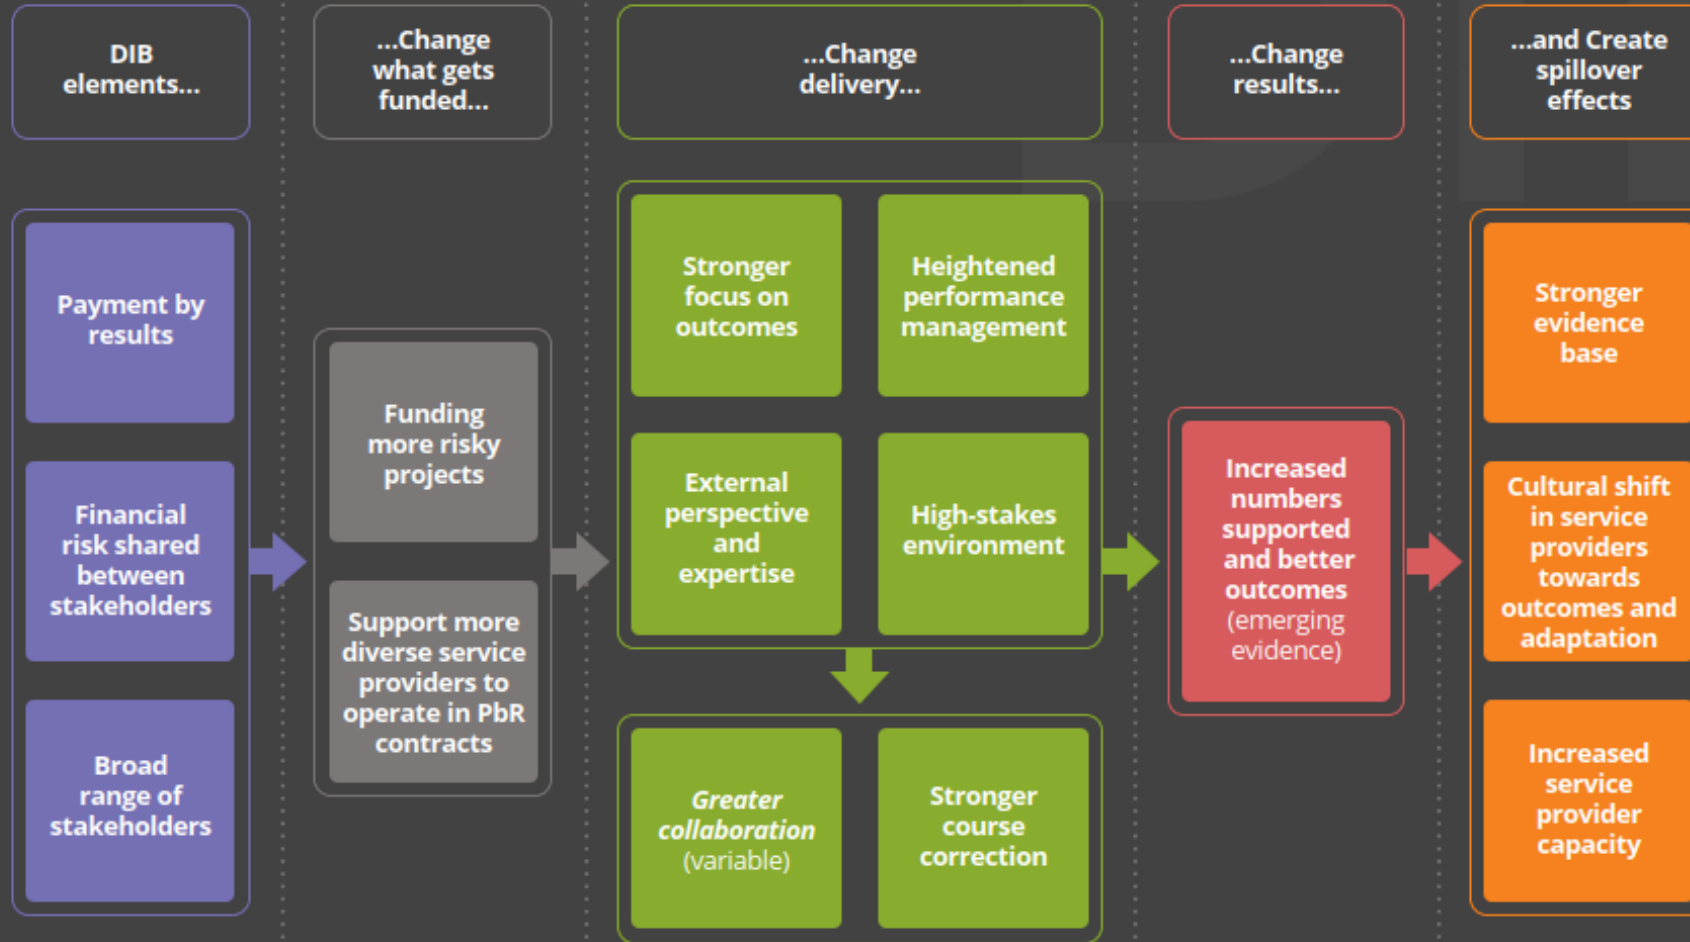 DIB
elements...
...Change
what gets
funded...
...Change
delivery...
...Change
results...
...and Create
spillover
effects
Payment by
results
Financial
risk shared
between
stakeholders
Broad
range of
stakeholders
Funding
more risky
projects
Support more
diverse service
providers to
operate in PbR
contracts
Stronger
focus on
outcomes
Heightened
performance
management
External
perspective
and
expertise
High-stakes
environment
Greater
collaboration
(variable)
Stronger
course
correction
Increased
numbers
supported
and better
outcomes
(emerging
evidence)
Stronger
evidence
base
Cultural shift
in service
providers
towards
outcomes and
adaptation
Increased
service
provider
capacity